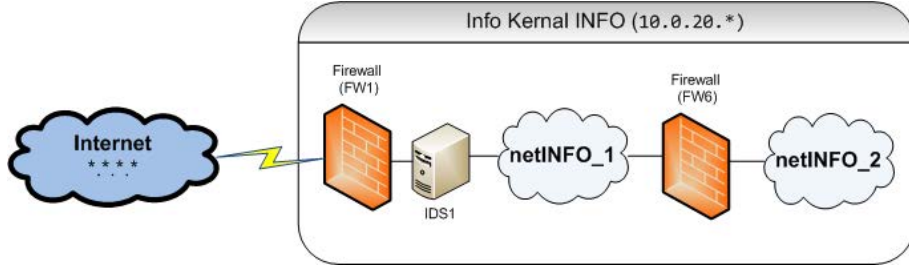 Info Kernal INFO (10.0.20.*)
Firewall
(FW1)
Firewall
(FW6)
Internet
*.*.*.*
netINFO_1
netINFO_2
IDS1